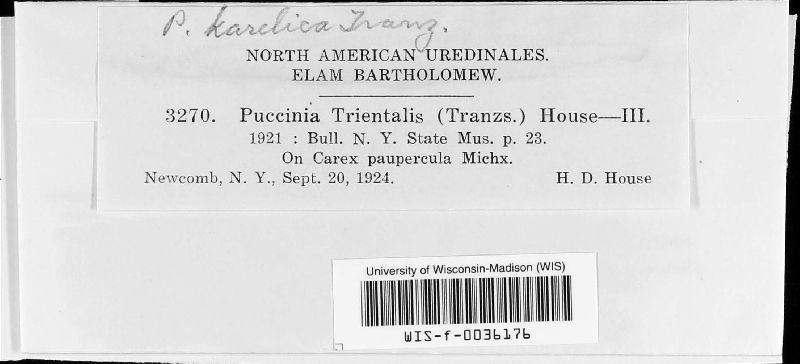 P. karelica Tranz.
NORTH AMERICAN UREDINALES.
ELAM BARTHOLOMEW.
3270. Puccinia Trientalis (Tranzs.) House—III.
1921 : Bull. N. Y. State Mus. p. 23.
On Carex paupercula Michx.
Newcomb, N. Y., Sept. 20, 1924. H. D. House
University of Wisconsin-Madison (WIS)
WIS-f-0036176